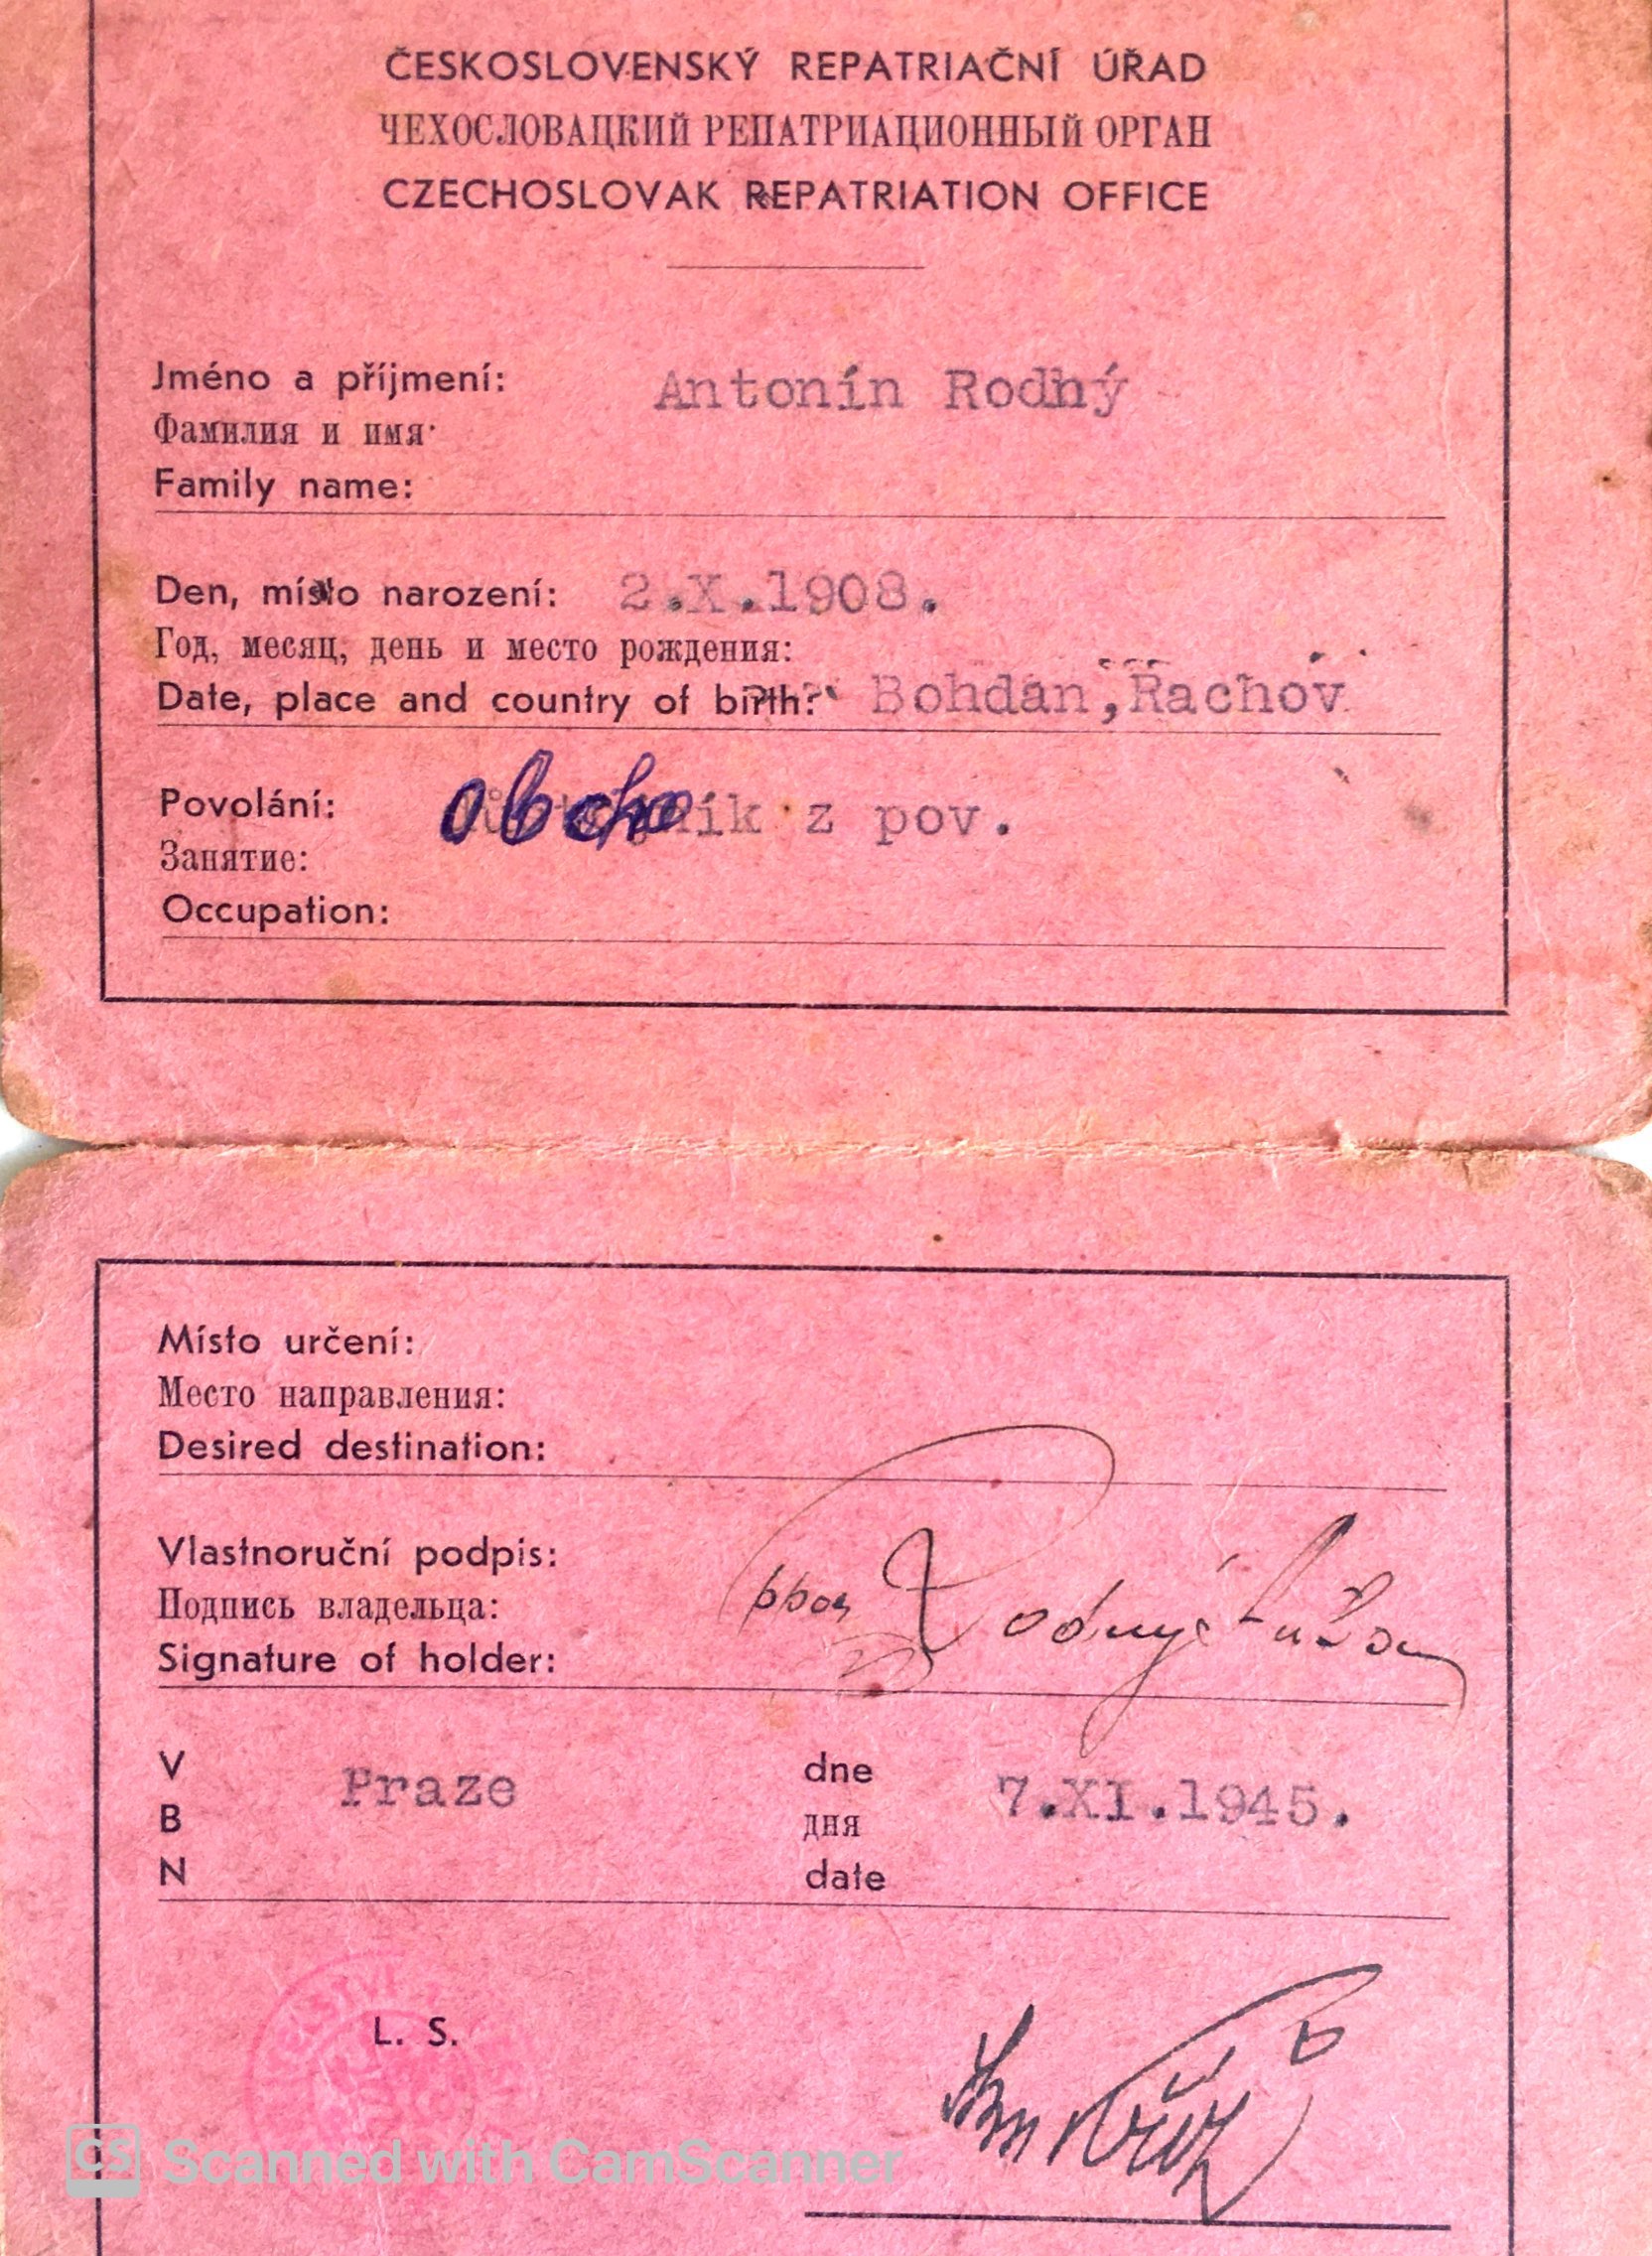 ČESKOSLOVENSKÝ REPATRIAČNÍ ÚŘAD
ЧЕХОСЛОВАЦКИЙ РЕПАТРИАЦИОННЫЙ ОРГАН
CZECHOSLOVAK REPATRIATION OFFICE
Jméno a příjmení: Antonín Rodhý
Фамилия и имя:
Family name:
Den, místo narození: 2.X.1908.
Год, месяц, день и место рождения:
Date, place and country of birth: Bohdan, Rachov
Povolání: obcho ník z pov.
Занятие:
Occupation:
Místo určení:
Место направления:
Desired destination:
Vlastnoruční podpis:
Подпись владельца:
Signature of holder:
V Praze dne 7.XI.1945.
В дня
N date
L. S.
CS Scanned with CamScanner